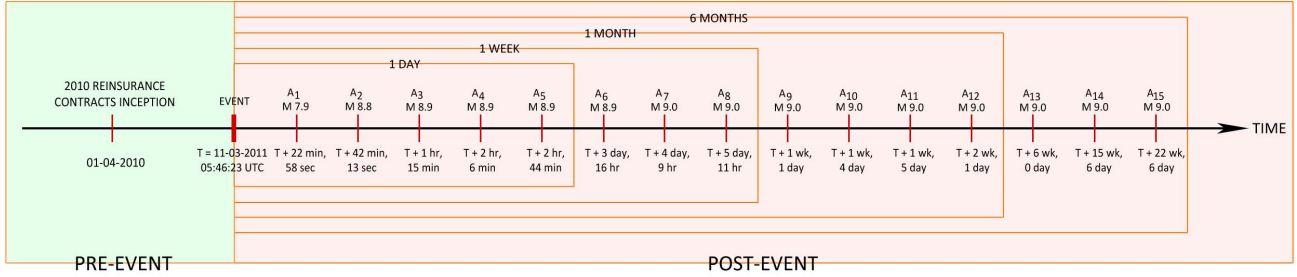 6 MONTHS
1 MONTH
1 WEEK
1 DAY
2010 REINSURANCE
CONTRACTS INCEPTION
01-04-2010
EVENT
T = 11-03-2011
05:46:23 UTC
A1
M 7.9
T + 22 min,
58 sec
A2
M 8.8
T + 42 min,
13 sec
A3
M 8.9
T + 1 hr,
15 min
A4
M 8.9
T + 2 hr,
6 min
A5
M 8.9
T + 2 hr,
44 min
A6
M 8.9
T + 3 day,
16 hr
A7
M 9.0
T + 4 day,
9 hr
A8
M 9.0
T + 5 day,
11 hr
A9
M 9.0
T + 1 wk,
1 day
A10
M 9.0
T + 1 wk,
4 day
A11
M 9.0
T + 1 wk,
5 day
A12
M 9.0
T + 2 wk,
1 day
A13
M 9.0
T + 6 wk,
0 day
A14
M 9.0
T + 15 wk,
6 day
A15
M 9.0
T + 22 wk,
6 day
TIME
PRE-EVENT
POST-EVENT